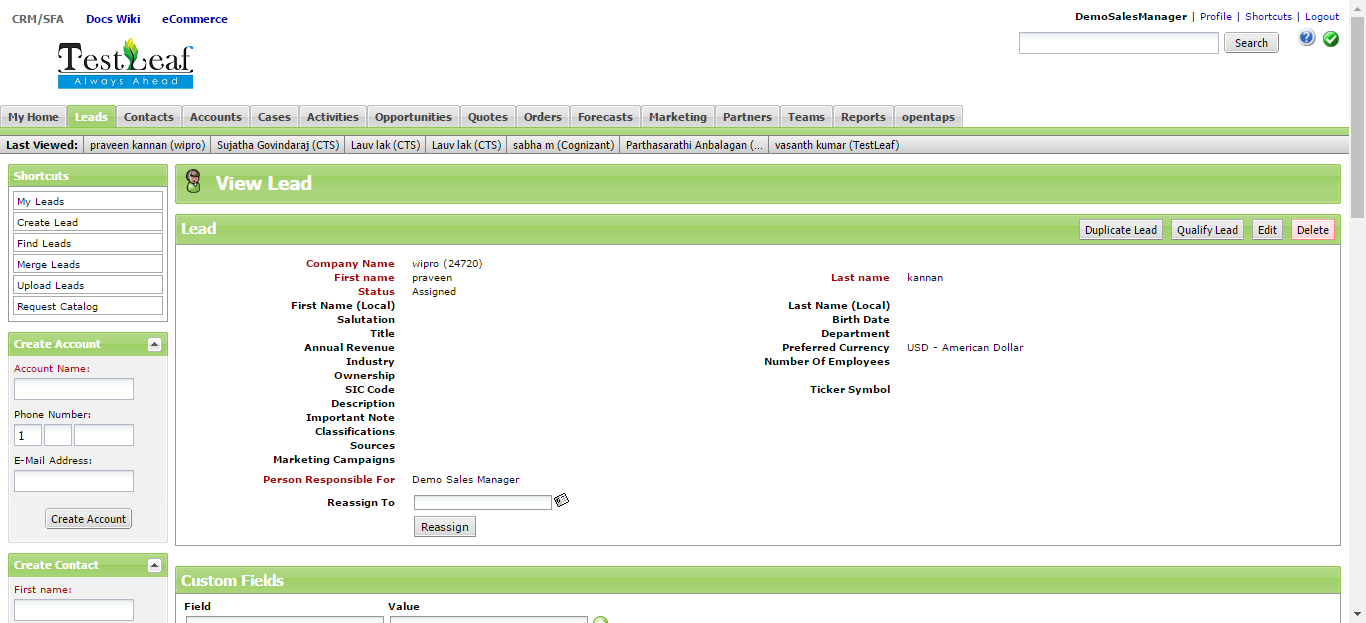 CRM/SFA Docs Wiki eCommerce
DemoSalesManager | Profile | Shortcuts | Logout
TestLeaf
Always Ahead
Search
My Home Leads Contacts Accounts Cases Activities Opportunities Quotes Orders Forecasts Marketing Partners Teams Reports opentaps
Last Viewed: praveen kannan (wipro) Sujatha Govindaraj (CTS) Lauv lak (CTS) Lauv lak (CTS) sabha m (Cognizant) Parthasarathi Anbalagan (... vasanth kumar (TestLeaf)
Shortcuts
My Leads
Create Lead
Find Leads
Merge Leads
Upload Leads
Request Catalog
Create Account
Account Name:
Phone Number:
1
E-Mail Address:
Create Account
Create Contact
First name:
View Lead
Lead Duplicate Lead Qualify Lead Edit Delete
Company Name wipro (24720)
First name praveen Last name kannan
Status Assigned
First Name (Local) Last Name (Local)
Salutation Birth Date
Title Department
Annual Revenue Preferred Currency USD - American Dollar
Industry Number Of Employees
Ownership
SIC Code Ticker Symbol
Description
Important Note
Classifications
Sources
Marketing Campaigns
Person Responsible For Demo Sales Manager
Reassign To
Reassign
Custom Fields
Field Value